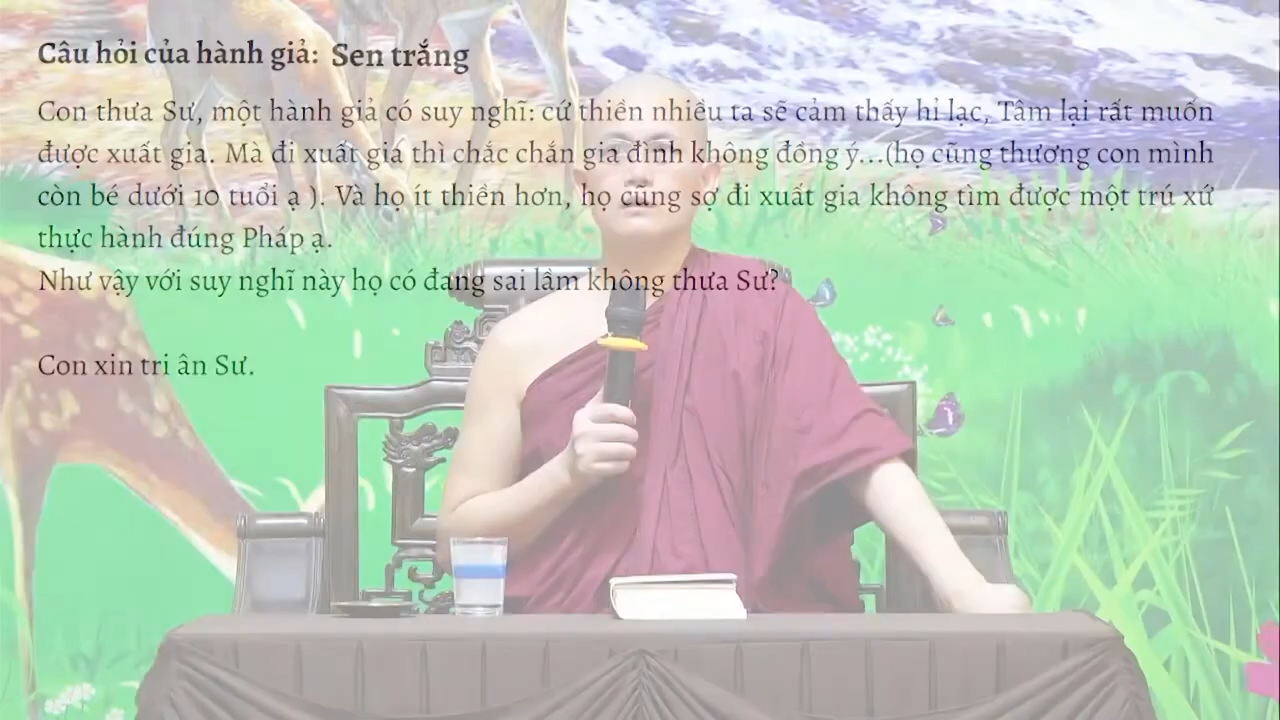 Câu hỏi của hành giả: Sen trắng
Con thưa Sư, một hành giả có suy nghĩ: cứ thiền nhiều ta sẽ cảm thấy hỉ lạc, Tâm lại rất muốn
được xuất gia. Mà đi xuất gia thì chắc chắn gia đình không đồng ý...(họ cũng thương con mình
còn bé dưới 10 tuổi ạ ). Và họ ít thiền hơn, họ cũng sợ đi xuất gia không tìm được một trú xứ
thực hành đúng Pháp ạ.
Như vậy với suy nghĩ này họ có đang sai lầm không thưa Sư?
Con xin tri ân Sư.